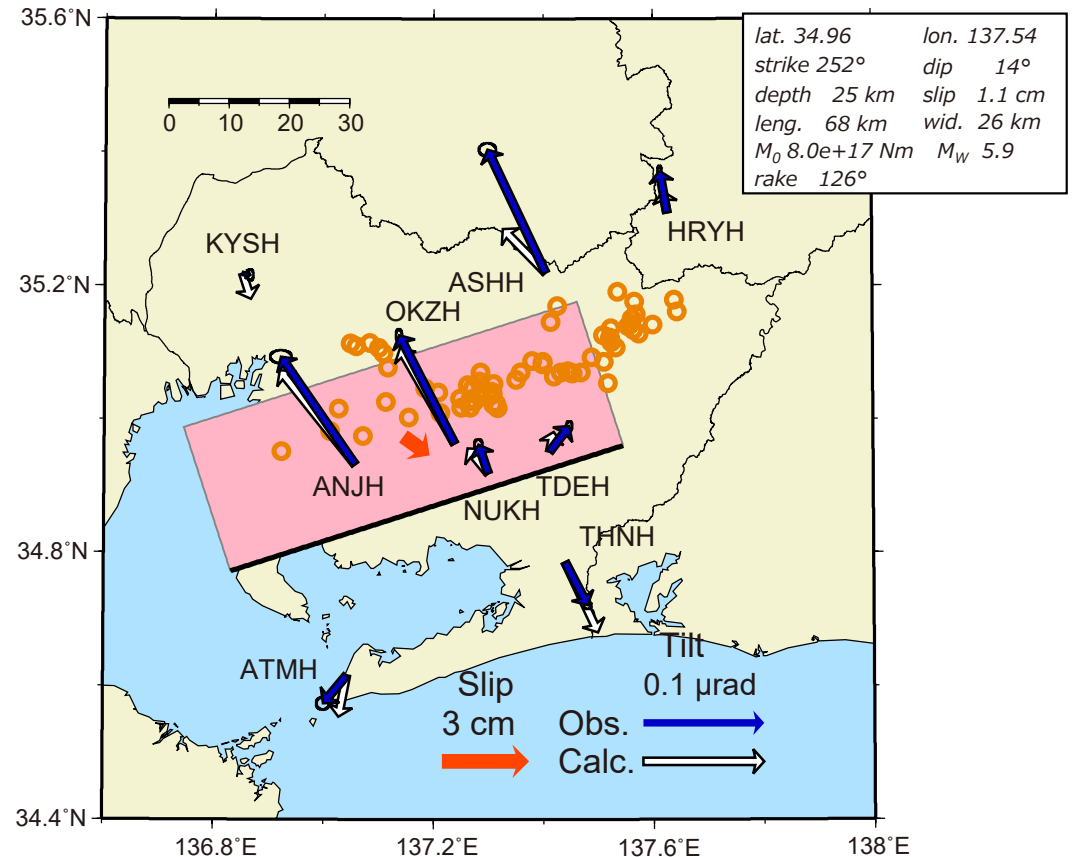 35.6°N
lat. 34.96 lon. 137.54
strike 252° dip 14°
depth 25 km slip 1.1 cm
leng. 68 km wid. 26 km
M0 8.0e+17 Nm MW 5.9
rake 126°
0 10 20 30
KYSH
HRYH
ASHH
35.2°N
OKZH
ANJH
TDEH
NUKH
THNH
34.8°N
ATMH
Tilt
Slip
0.1 μrad
3 cm
Obs.
Calc.
34.4°N
136.8°E
137.2°E
137.6°E
138°E